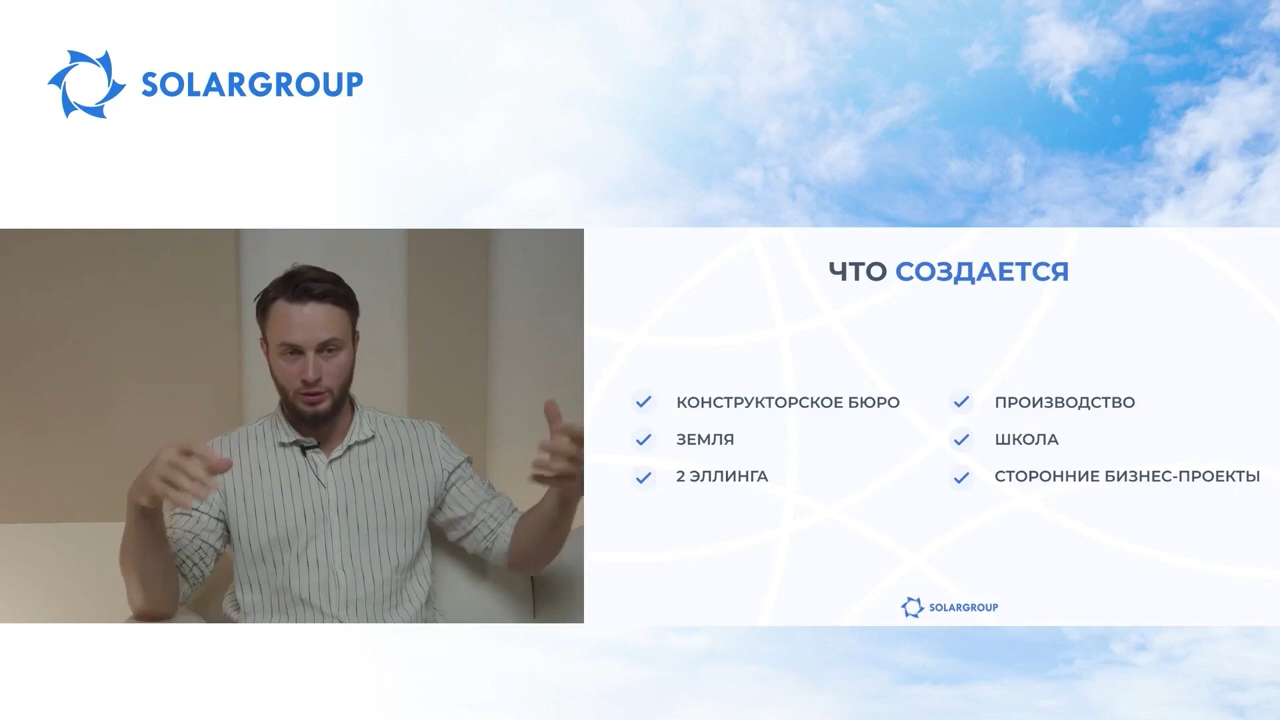 SOLARGROUP
ЧТО СОЗДАЕТСЯ
КОНСТРУКТОРСКОЕ БЮРО
ЗЕМЛЯ
2 ЭЛЛИНГА
ПРОИЗВОДСТВО
ШКОЛА
СТОРОННИЕ БИЗНЕС-ПРОЕКТЫ
SOLARGROUP